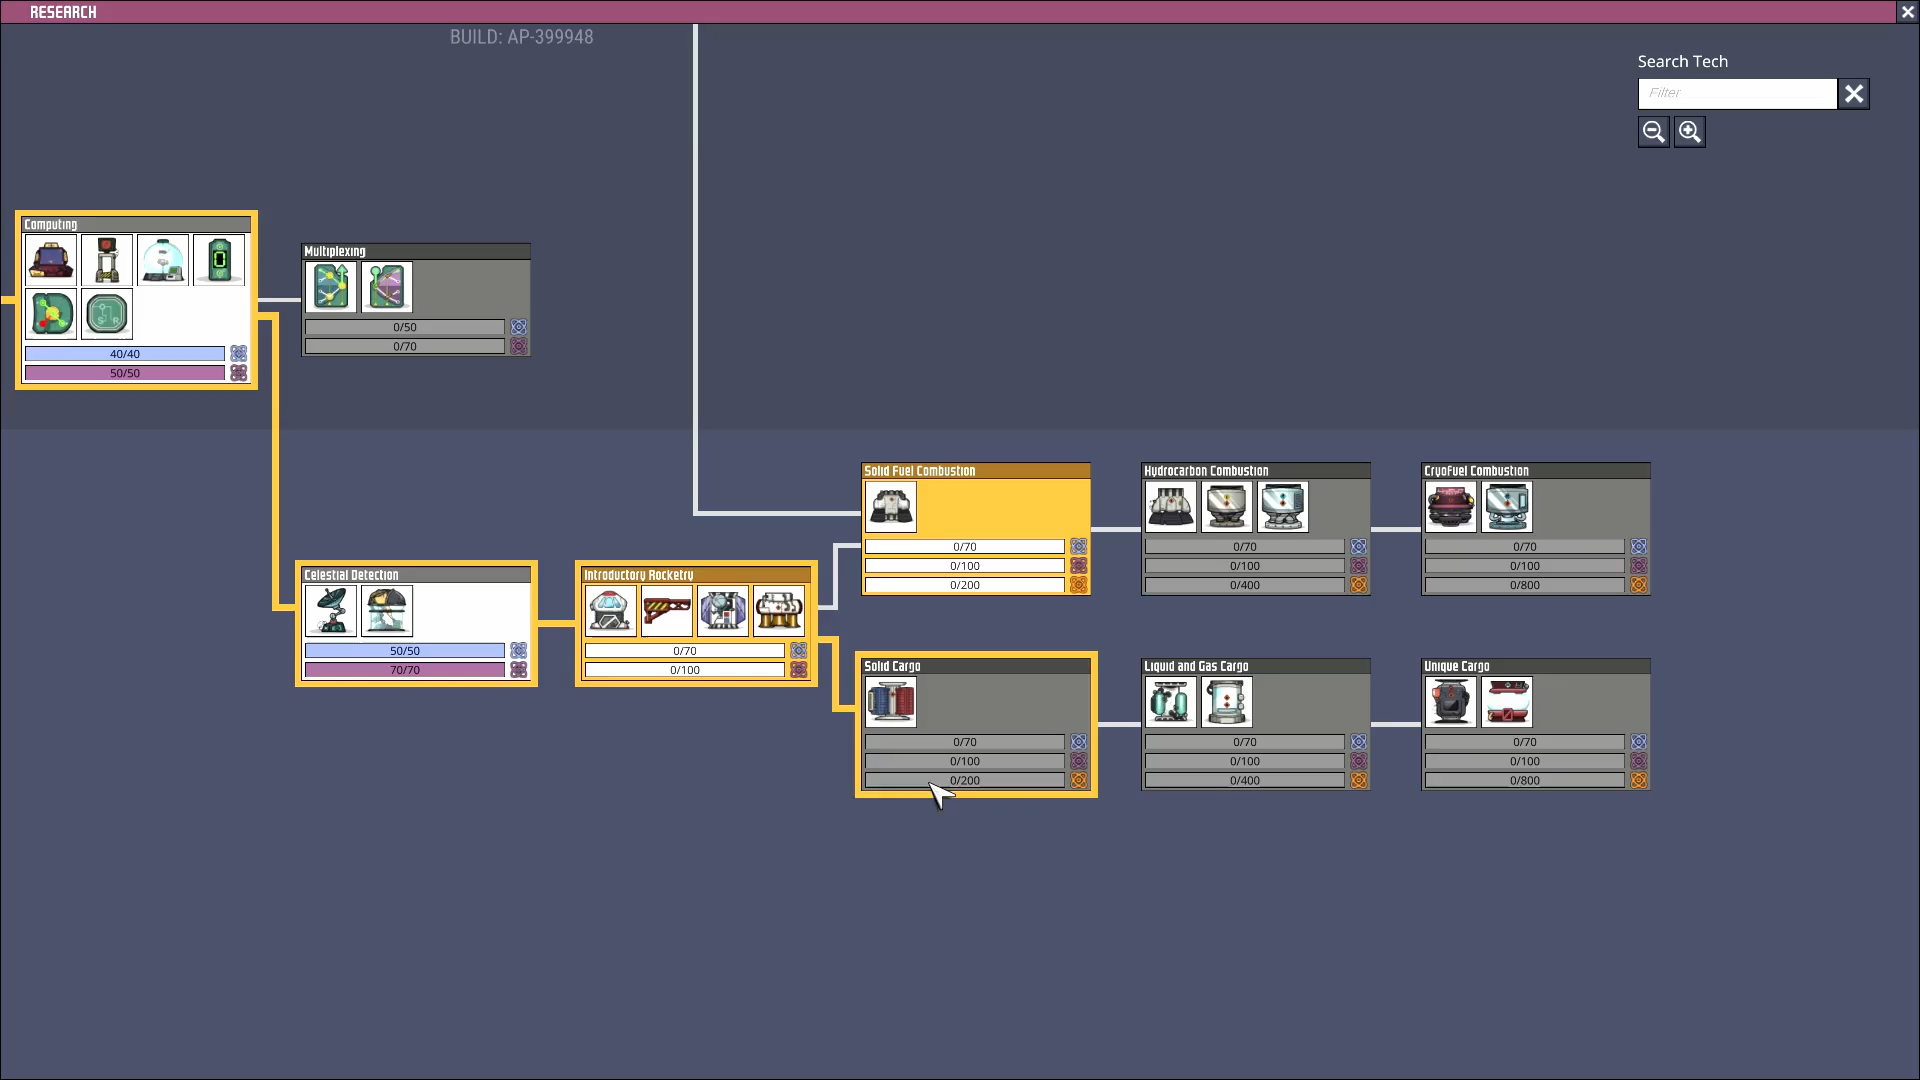 RESEARCH
BUILD: AP-399948
Search Tech
Filter
Computing
40/40
50/50
Multiplexing
0/50
0/70
Solid Fuel Combustion
0/70
0/100
0/200
Hydrocarbon Combustion
0/70
0/100
0/400
CryoFuel Combustion
0/70
0/100
0/800
Celestial Detection
50/50
70/70
Introductory Rocketry
0/70
0/100
Solid Cargo
0/70
0/100
0/200
Liquid and Gas Cargo
0/70
0/100
0/400
Unique Cargo
0/70
0/100
0/800